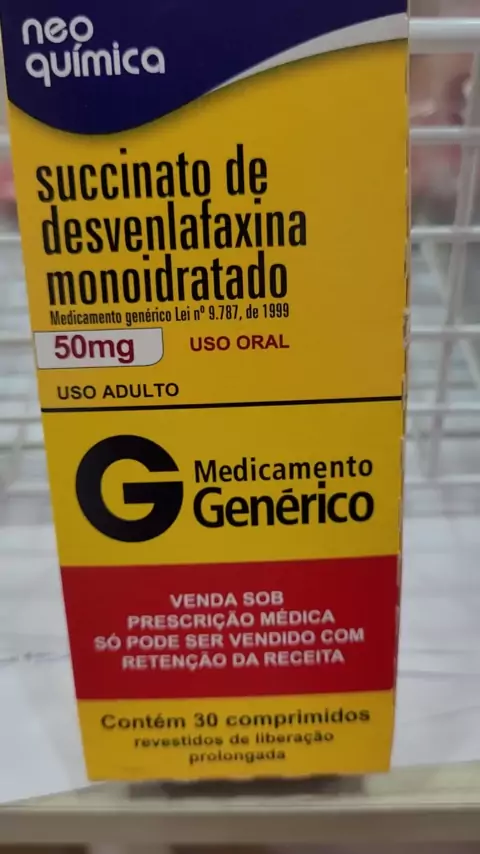 neo
química
succinato de
desvenlafaxina
monoidratado
Medicamento genérico Lei nº 9.787, de 1999
50mg USO ORAL
USO ADULTO
G Medicamento
Genérico
VENDA SOB
PRESCRIÇÃO MÉDICA
SÓ PODE SER VENDIDO COM
RETENÇÃO DA RECEITA
Contém 30 comprimidos
revestidos de liberação
prolongada